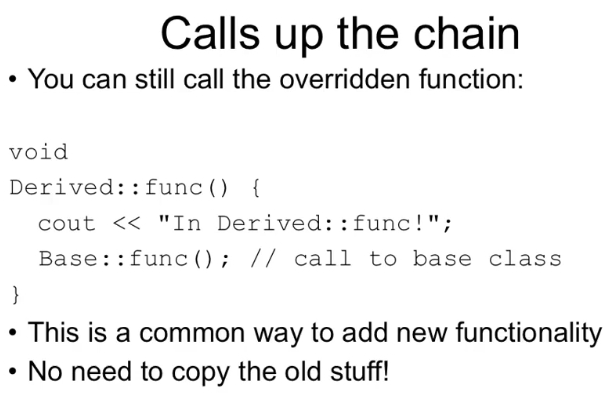 Calls up the chain
• You can still call the overridden function:
void
Derived::func() {
  cout << "In Derived::func!";
  Base::func(); // call to base class
}
• This is a common way to add new functionality
• No need to copy the old stuff!